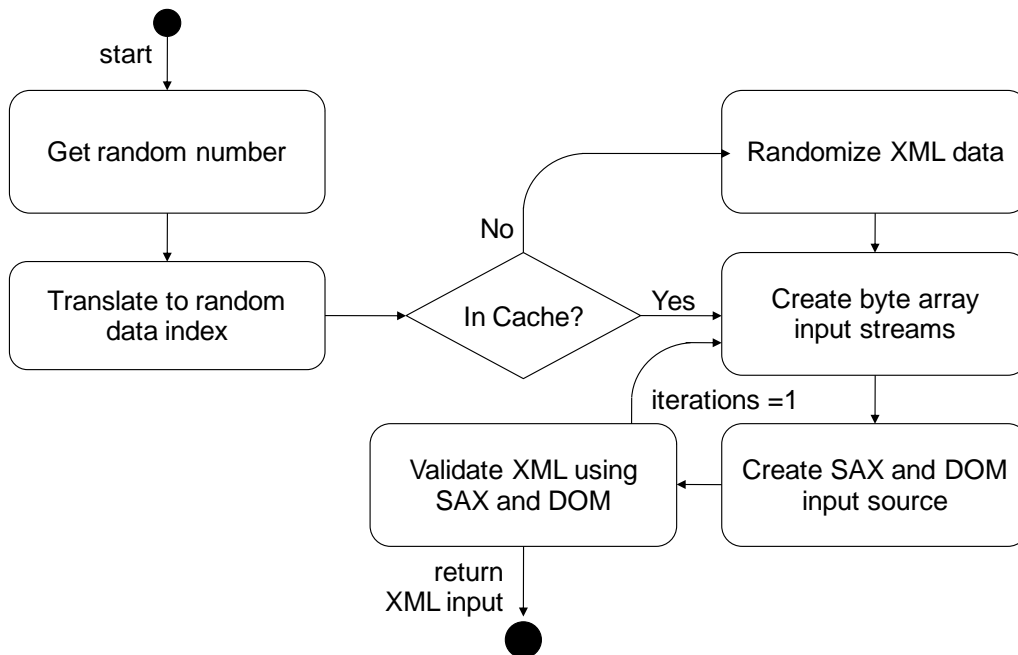 start
Get random number
Randomize XML data
No
Translate to random
data index
In Cache?
Yes
Create byte array
input streams
iterations =1
Validate XML using
SAX and DOM
Create SAX and DOM
input source
return
XML input